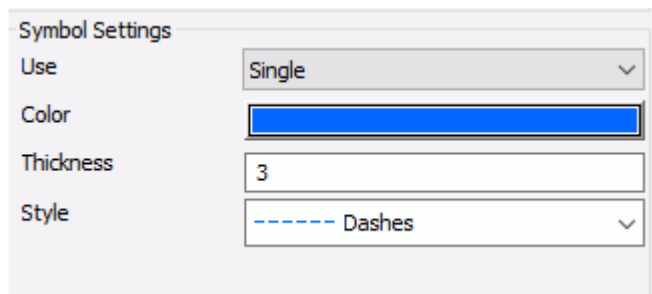 Symbol Settings
Use Single
Color
Thickness 3
Style Dashes